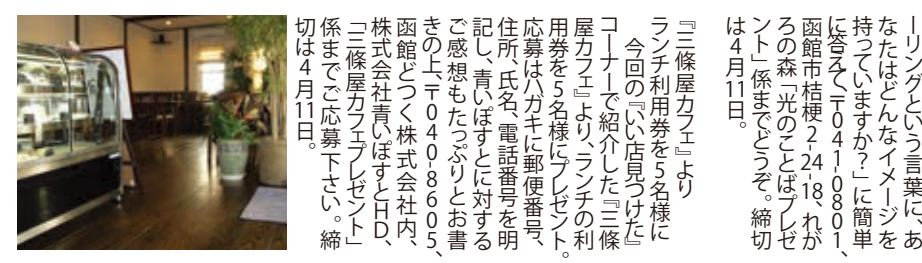 ーリングという言葉に、あ
なたはどんなイメージを
持っていますか?」に簡単
に答えて、〒041-0801、
函館市桔梗2-24-18、れが
ろの森「光のことばプレゼ
ント」係までどうぞ。締切
は4月11日。
『三條屋カフェ』より
ランチ利用券を5名様に
今回の『いい店見つけた』
コーナーで紹介した『三條
屋カフェ』より、ランチの利
用券を5名様にプレゼント。
応募はハガキに郵便番号、
住所、氏名、電話番号を明
記し、青いぽすとに対する
ご感想もたっぷりとお書
きの上、〒040-8605、
函館どつく株式会社内、
株式会社青いぽすとHD、
「三條屋カフェプレゼント」
係までご応募下さい。締
切は4月11日。